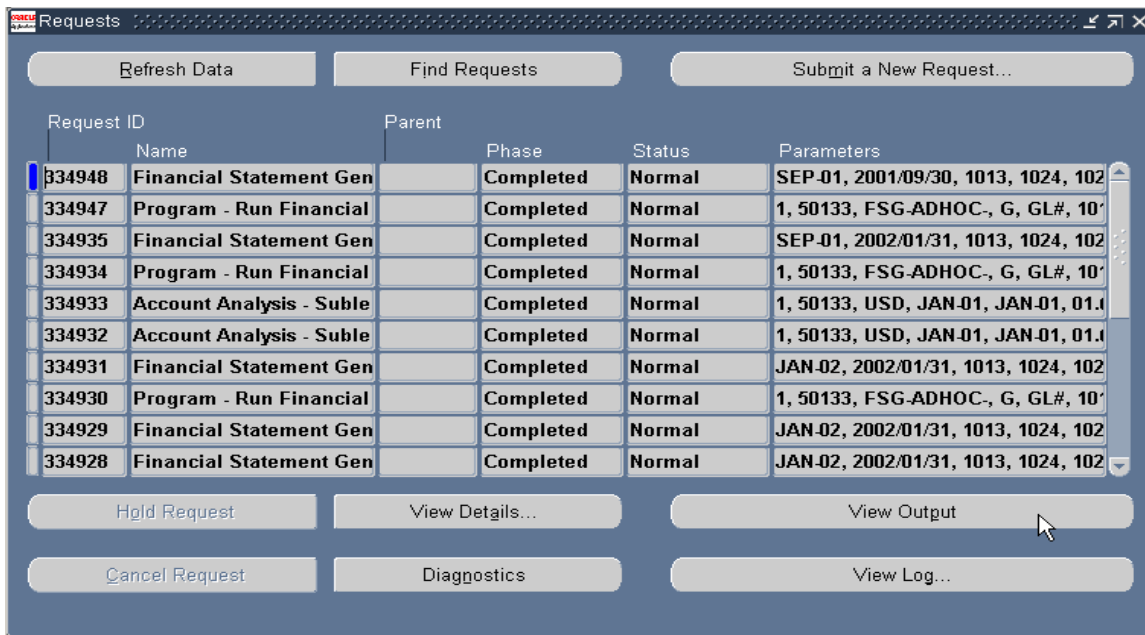 ORACLE Requests
Refresh Data Find Requests Submit a New Request...
Request ID Parent
Name Phase Status Parameters
334948 Financial Statement Gen Completed Normal SEP-01, 2001/09/30, 1013, 1024, 102
334947 Program - Run Financial Completed Normal 1, 50133, FSG-ADHOC-, G, GL#, 10
334935 Financial Statement Gen Completed Normal SEP-01, 2002/01/31, 1013, 1024, 102
334934 Program - Run Financial Completed Normal 1, 50133, FSG-ADHOC-, G, GL#, 10
334933 Account Analysis - Suble Completed Normal 1, 50133, USD, JAN-01, JAN-01, 01.
334932 Account Analysis - Suble Completed Normal 1, 50133, USD, JAN-01, JAN-01, 01.
334931 Financial Statement Gen Completed Normal JAN-02, 2002/01/31, 1013, 1024, 102
334930 Program - Run Financial Completed Normal 1, 50133, FSG-ADHOC-, G, GL#, 10
334929 Financial Statement Gen Completed Normal JAN-02, 2002/01/31, 1013, 1024, 102
334928 Financial Statement Gen Completed Normal JAN-02, 2002/01/31, 1013, 1024, 102
Hold Request View Details... View Output
Cancel Request Diagnostics View Log...